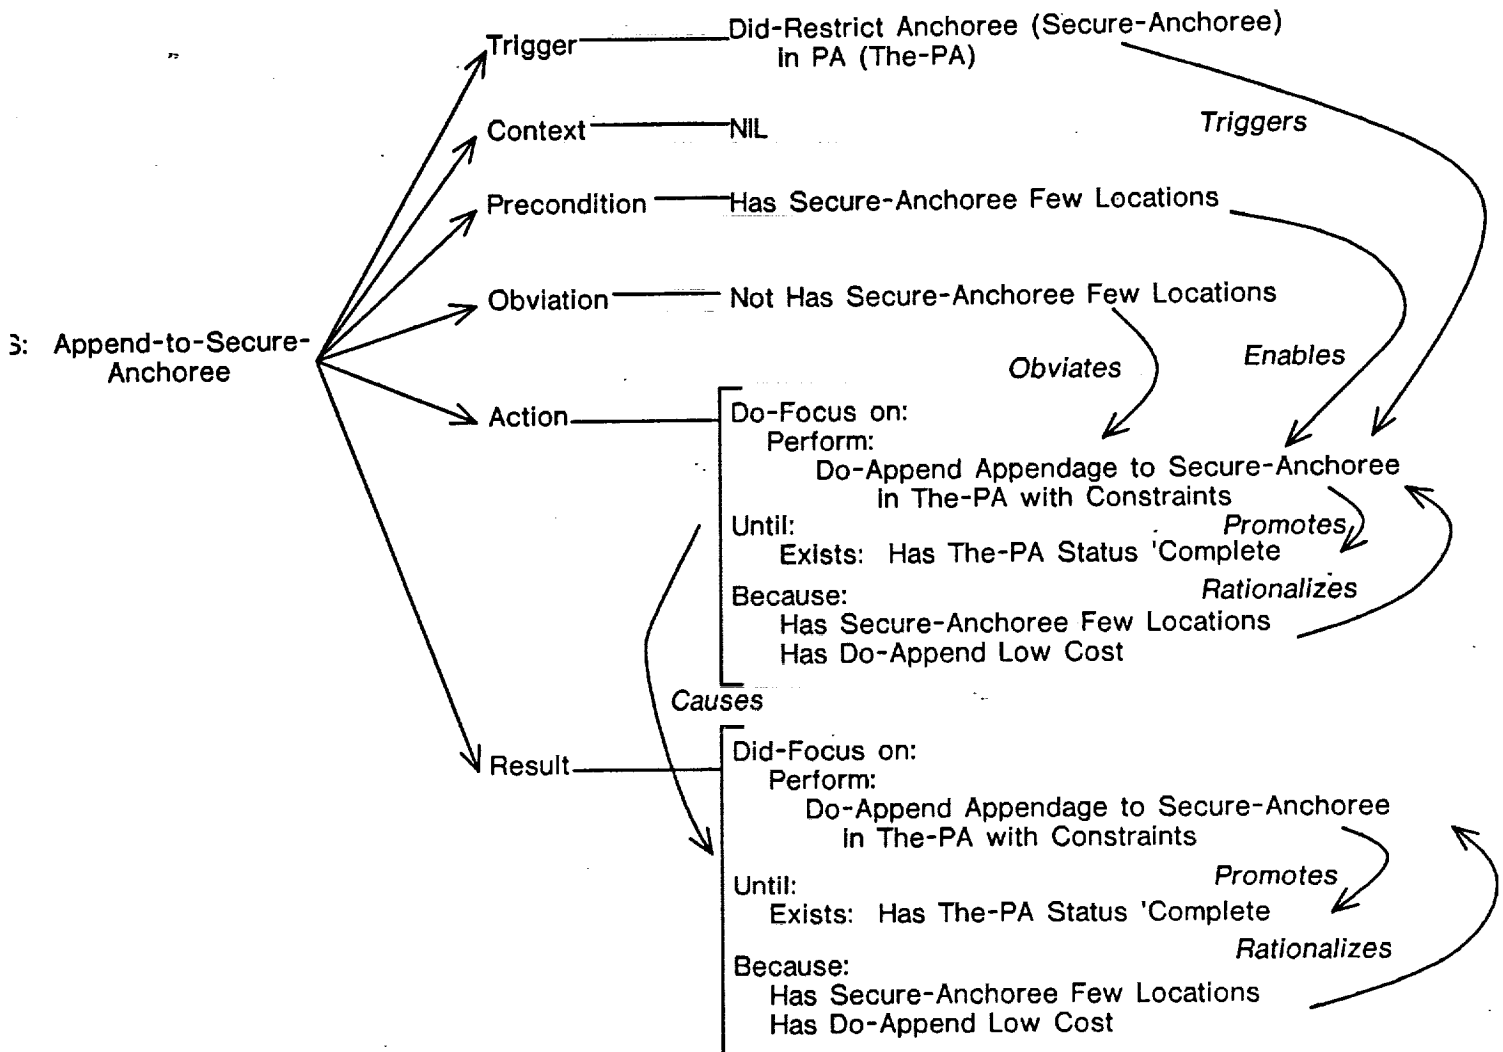 Trigger Did-Restrict Anchoree (Secure-Anchoree)
in PA (The-PA)
Triggers
Context NIL
Precondition Has Secure-Anchoree Few Locations
Obviation Not Has Secure-Anchoree Few Locations
Append-to-Secure-
Anchoree
Obviates
Enables
Action Do-Focus on:
Perform:
Do-Append Appendage to Secure-Anchoree
in The-PA with Constraints
Promotes
Until:
Exists: Has The-PA Status 'Complete
Rationalizes
Because:
Has Secure-Anchoree Few Locations
Has Do-Append Low Cost
Causes
Result Did-Focus on:
Perform:
Do-Append Appendage to Secure-Anchoree
in The-PA with Constraints
Promotes
Until:
Exists: Has The-PA Status 'Complete
Rationalizes
Because:
Has Secure-Anchoree Few Locations
Has Do-Append Low Cost